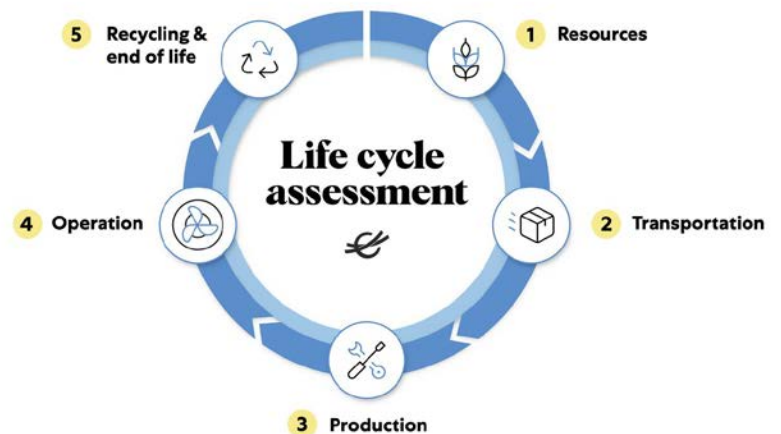 Life cycle
assessment
1 Resources
2 Transportation
3 Production
4 Operation
5 Recycling &
end of life